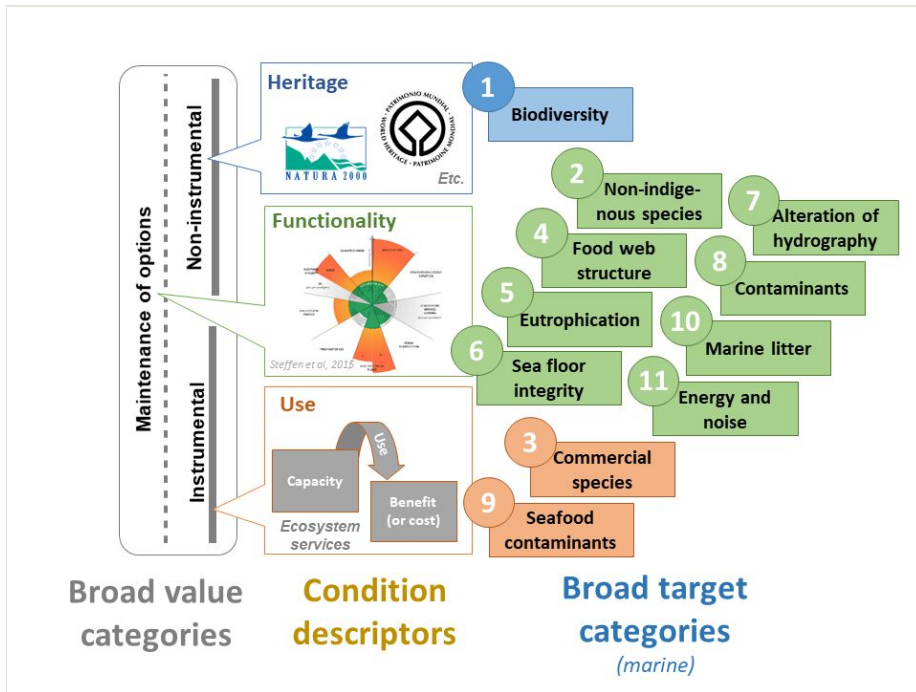 Maintenance of options
Non-instrumental
Instrumental
Heritage
NATURA 2000
PATRIMONIO MUNDIAL
WORLD HERITAGE
PATRIMOINE MONDIAL
Etc.
Functionality
Steffen et al, 2015
Use
Capacity
Use
Benefit
(or cost)
Ecosystem
services
1
Biodiversity
2
Non-indige-
nous species
7
Alteration of
hydrography
4
Food web
structure
8
Contaminants
5
Eutrophication
10
Marine litter
6
Sea floor
integrity
11
Energy and
noise
3
Commercial
species
9
Seafood
contaminants
Broad value
categories
Condition
descriptors
Broad target
categories
(marine)